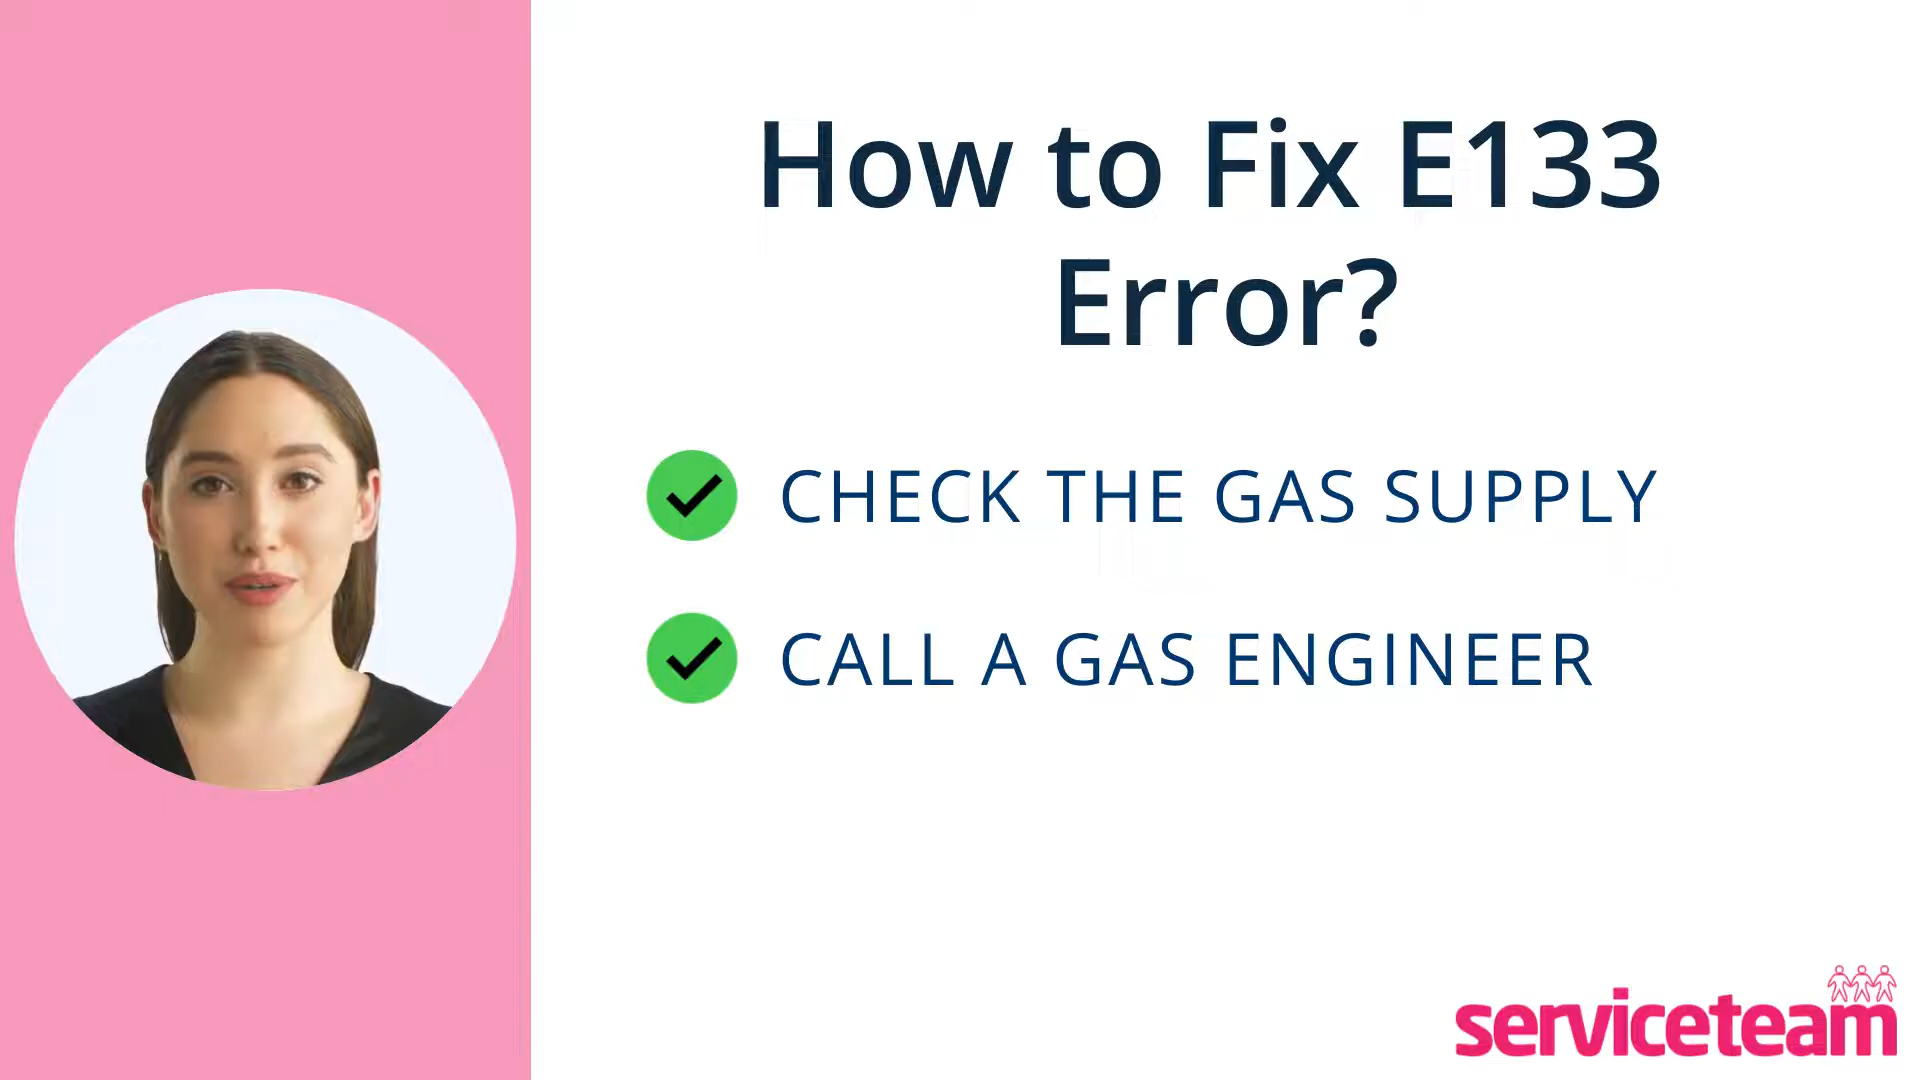 How to Fix E133
Error?
CHECK THE GAS SUPPLY
CALL A GAS ENGINEER
serviceteam